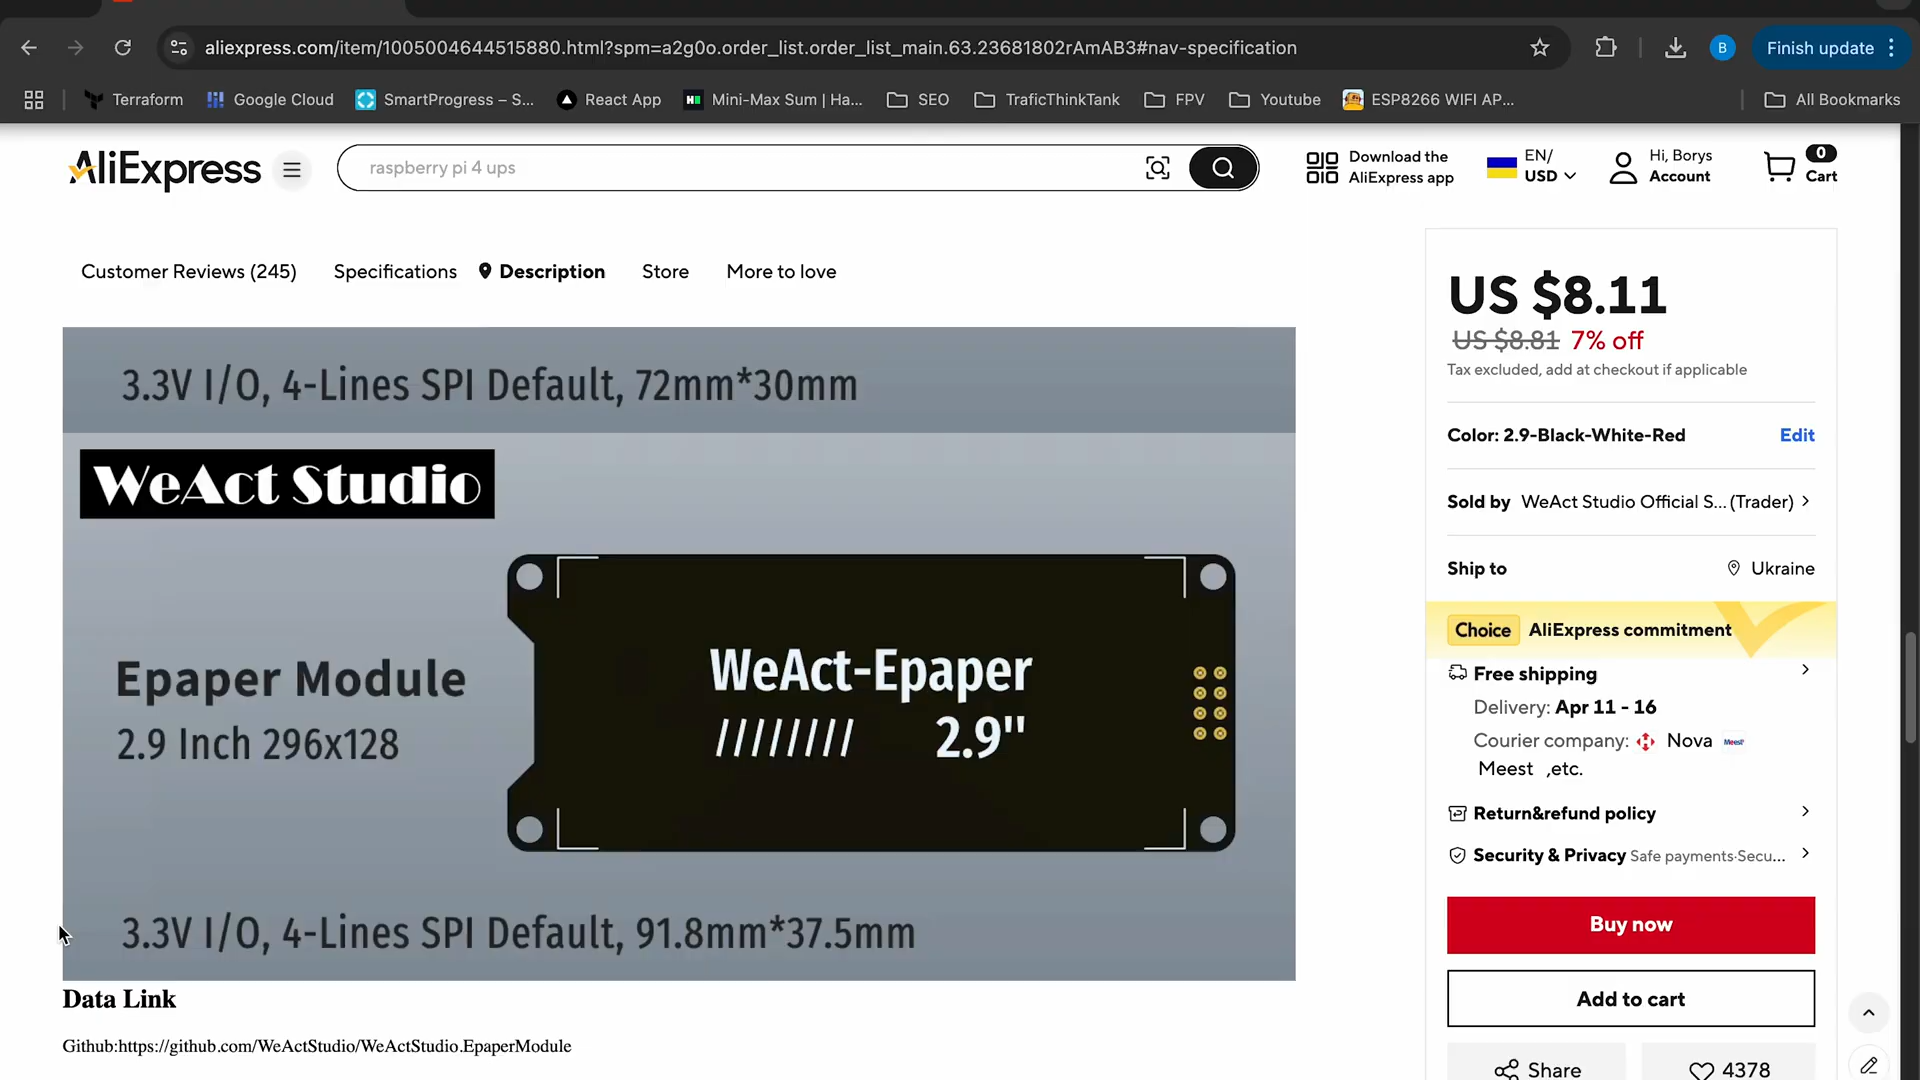 aliexpress.com/item/1005004644515880.html?spm=a2g0o.order_list.order_list_main.63.23681802rAmAB3#nav-specification
B
Finish update
Terraform
Google Cloud
SmartProgress – S...
React App
Mini-Max Sum | Ha...
SEO
TraficThinkTank
FPV
Youtube
ESP8266 WIFI AP...
All Bookmarks
AliExpress
raspberry pi 4 ups
Download the
AliExpress app
EN/
USD
Hi, Borys
Account
0
Cart
Customer Reviews (245)
Specifications
Description
Store
More to love
3.3V I/O, 4-Lines SPI Default, 72mm*30mm
WeAct Studio
Epaper Module
2.9 Inch 296x128
WeAct-Epaper
//////// 2.9''
3.3V I/O, 4-Lines SPI Default, 91.8mm*37.5mm
Data Link
Github:https://github.com/WeActStudio/WeActStudio.EpaperModule
US $8.11
US $8.81 7% off
Tax excluded, add at checkout if applicable
Color: 2.9-Black-White-Red
Edit
Sold by WeAct Studio Official S... (Trader)
Ship to
Ukraine
Choice AliExpress commitment
Free shipping
Delivery: Apr 11 - 16
Courier company: Nova Meest
Meest ,etc.
Return&refund policy
Security & Privacy Safe payments·Secu...
Buy now
Add to cart
Share
4378